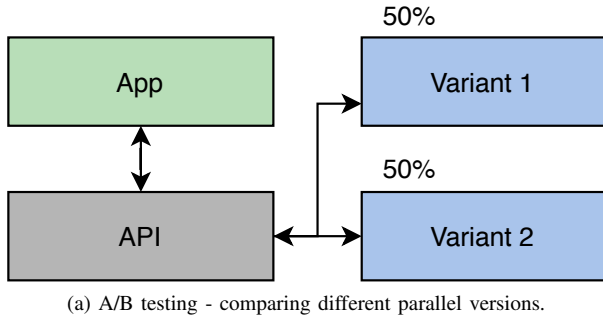 50%
App
Variant 1
50%
API
Variant 2
(a) A/B testing - comparing different parallel versions.